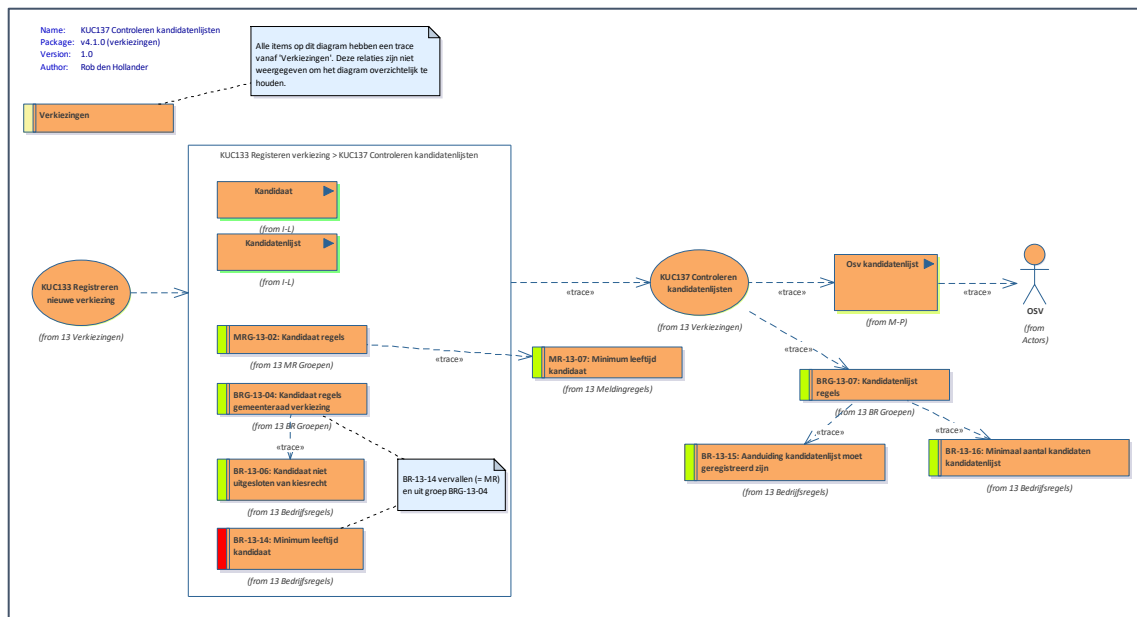 Name: KUC137 Controleren kandidatenlijsten
Package: v4.1.0 (verkiezingen)
Version: 1.0
Author: Rob den Hollander
Alle items op dit diagram hebben een trace
vanaf 'Verkiezingen'. Deze relaties zijn niet
weergegeven om het diagram overzichtelijk te
houden.
Verkiezingen
KUC133 Registeren verkiezing > KUC137 Controleren kandidatenlijsten
Kandidaat
(from I-L)
Kandidatenlijst
(from I-L)
KUC133 Registreren
nieuwe verkiezing
(from 13 Verkiezingen)
«trace»
KUC137 Controleren
kandidatenlijsten
(from 13 Verkiezingen)
«trace»
Osv kandidatenlijst
(from M-P)
«trace»
OSV
(from
Actors)
MRG-13-02: Kandidaat regels
(from 13 MR Groepen)
«trace»
MR-13-07: Minimum leeftijd
kandidaat
(from 13 Meldingregels)
«trace»
BRG-13-07: Kandidatenlijst
regels
(from 13 BR Groepen)
«trace»
«trace»
BRG-13-04: Kandidaat regels
gemeenteraad verkiezing
(from 13 BR Groepen)
«trace»
BR-13-06: Kandidaat niet
uitgesloten van kiesrecht
(from 13 Bedrijfsregels)
BR-13-14 vervallen (= MR)
en uit groep BRG-13-04
BR-13-15: Aanduiding kandidatenlijst moet
geregistreerd zijn
(from 13 Bedrijfsregels)
BR-13-16: Minimaal aantal kandidaten
kandidatenlijst
(from 13 Bedrijfsregels)
BR-13-14: Minimum leeftijd
kandidaat
(from 13 Bedrijfsregels)